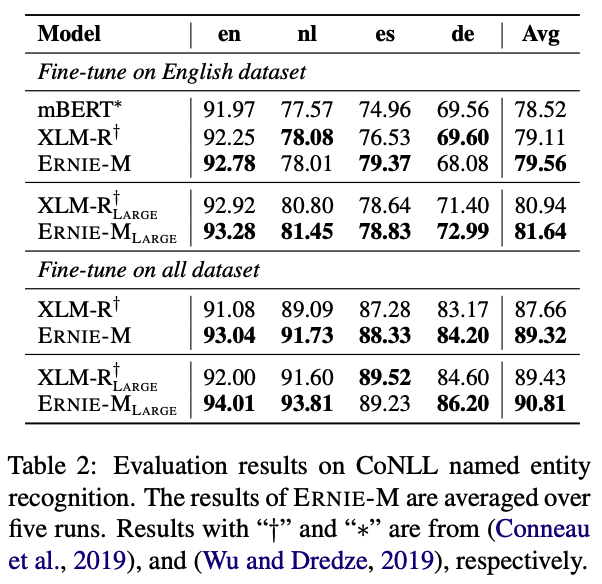 Model en nl es de Avg
Fine-tune on English dataset
mBERT* 91.97 77.57 74.96 69.56 78.52
XLM-R† 92.25 78.08 76.53 69.60 79.11
ERNIE-M 92.78 78.01 79.37 68.08 79.56
XLM-R†LARGE 92.92 80.80 78.64 71.40 80.94
ERNIE-MLARGE 93.28 81.45 78.83 72.99 81.64
Fine-tune on all dataset
XLM-R† 91.08 89.09 87.28 83.17 87.66
ERNIE-M 93.04 91.73 88.33 84.20 89.32
XLM-R†LARGE 92.00 91.60 89.52 84.60 89.43
ERNIE-MLARGE 94.01 93.81 89.23 86.20 90.81
Table 2: Evaluation results on CoNLL named entity
recognition. The results of ERNIE-M are averaged over
five runs. Results with “†” and “∗” are from (Conneau
et al., 2019), and (Wu and Dredze, 2019), respectively.